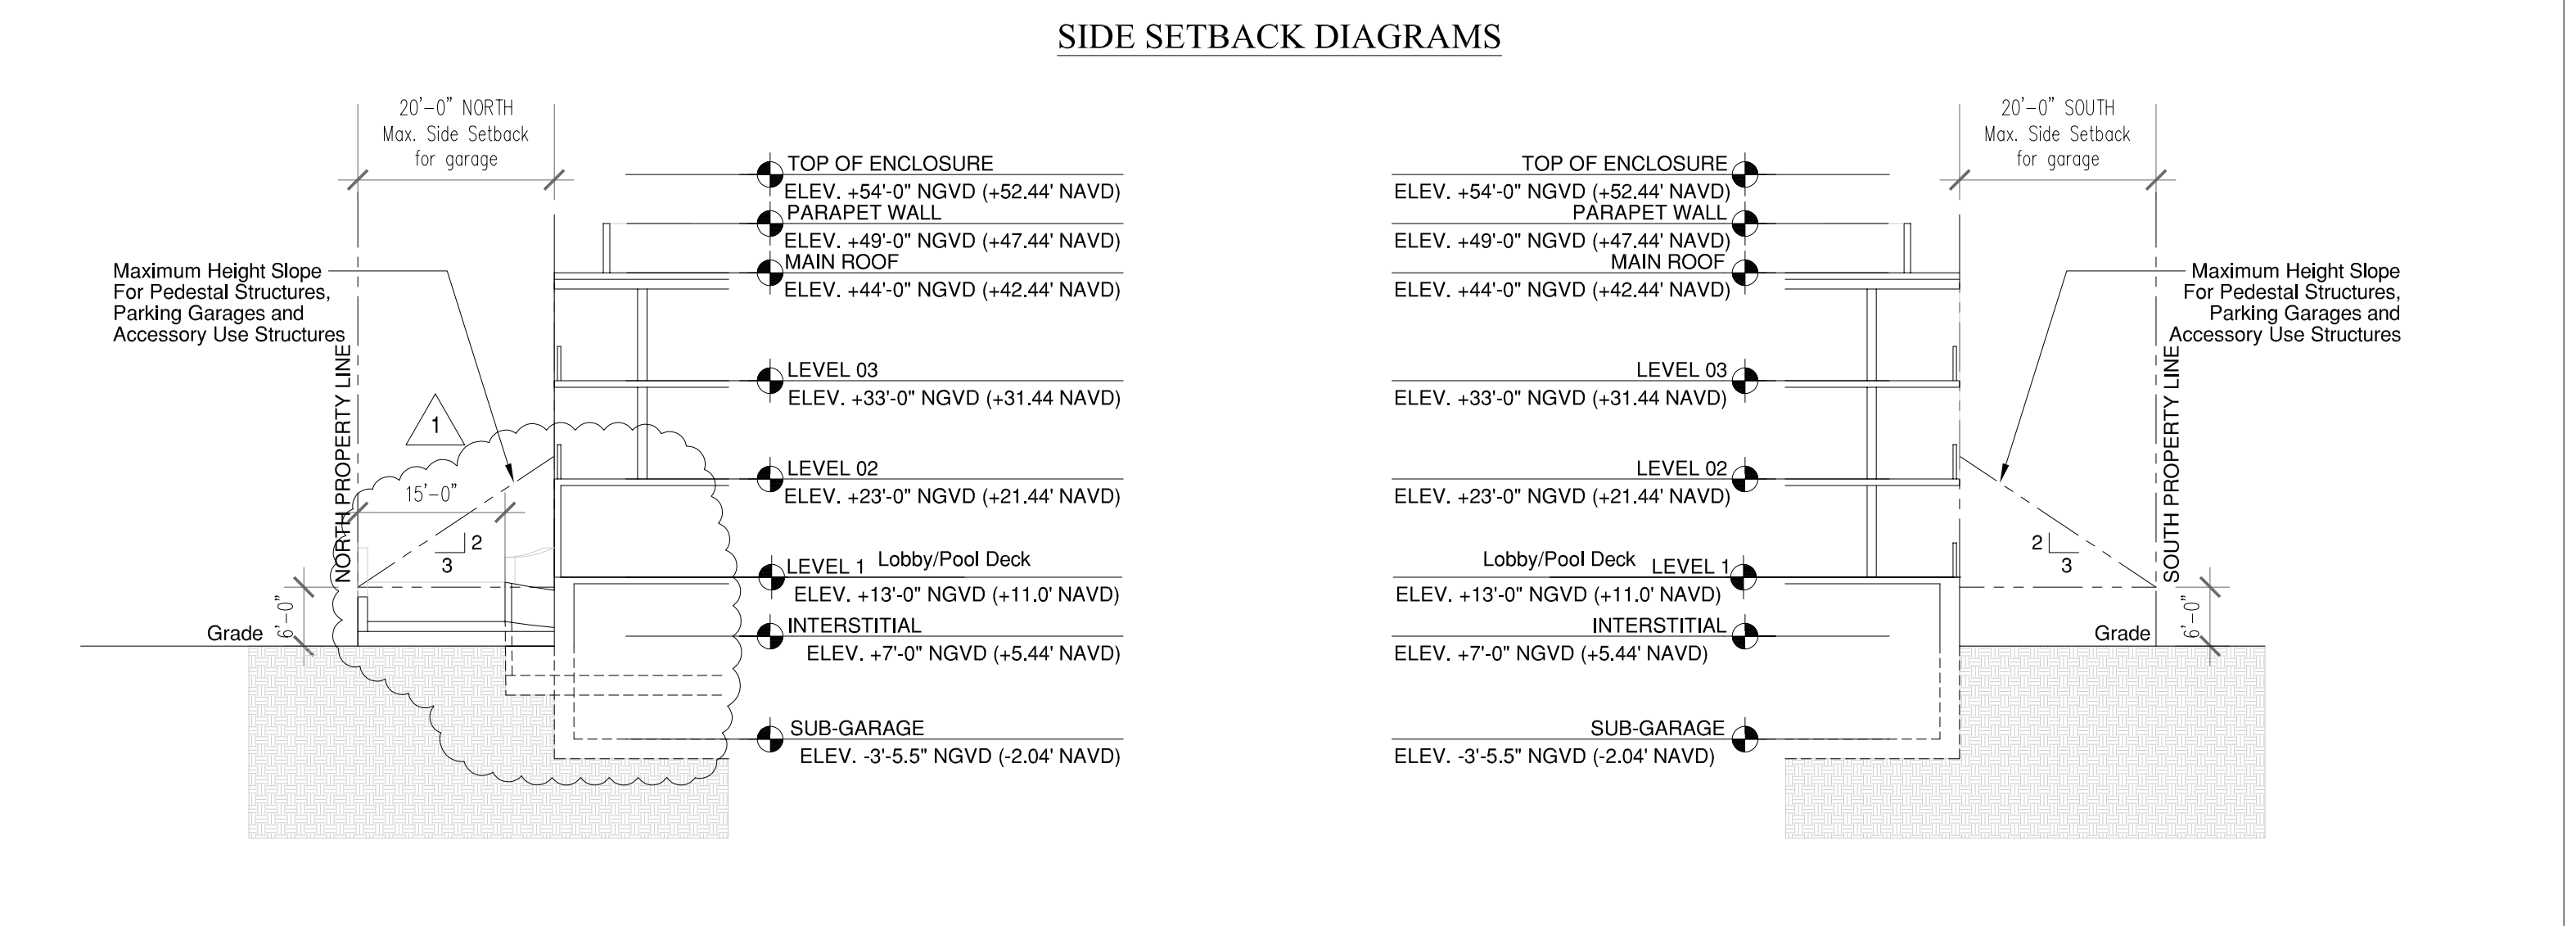 SIDE SETBACK DIAGRAMS
20'-0" NORTH
Max. Side Setback
for garage
TOP OF ENCLOSURE
ELEV. +54'-0" NGVD (+52.44' NAVD)
PARAPET WALL
ELEV. +49'-0" NGVD (+47.44' NAVD)
MAIN ROOF
ELEV. +44'-0" NGVD (+42.44' NAVD)
Maximum Height Slope
For Pedestal Structures,
Parking Garages and
Accessory Use Structures
NORTH PROPERTY LINE
1
LEVEL 03
ELEV. +33'-0" NGVD (+31.44 NAVD)
LEVEL 02
ELEV. +23'-0" NGVD (+21.44' NAVD)
15'-0"
2
3
LEVEL 1 Lobby/Pool Deck
ELEV. +13'-0" NGVD (+11.0' NAVD)
6'-0"
Grade
INTERSTITIAL
ELEV. +7'-0" NGVD (+5.44' NAVD)
SUB-GARAGE
ELEV. -3'-5.5" NGVD (-2.04' NAVD)
20'-0" SOUTH
Max. Side Setback
for garage
TOP OF ENCLOSURE
ELEV. +54'-0" NGVD (+52.44' NAVD)
PARAPET WALL
ELEV. +49'-0" NGVD (+47.44' NAVD)
MAIN ROOF
ELEV. +44'-0" NGVD (+42.44' NAVD)
Maximum Height Slope
For Pedestal Structures,
Parking Garages and
Accessory Use Structures
SOUTH PROPERTY LINE
LEVEL 03
ELEV. +33'-0" NGVD (+31.44 NAVD)
LEVEL 02
ELEV. +23'-0" NGVD (+21.44' NAVD)
2
3
Lobby/Pool Deck LEVEL 1
ELEV. +13'-0" NGVD (+11.0' NAVD)
6'-0"
Grade
INTERSTITIAL
ELEV. +7'-0" NGVD (+5.44' NAVD)
SUB-GARAGE
ELEV. -3'-5.5" NGVD (-2.04' NAVD)